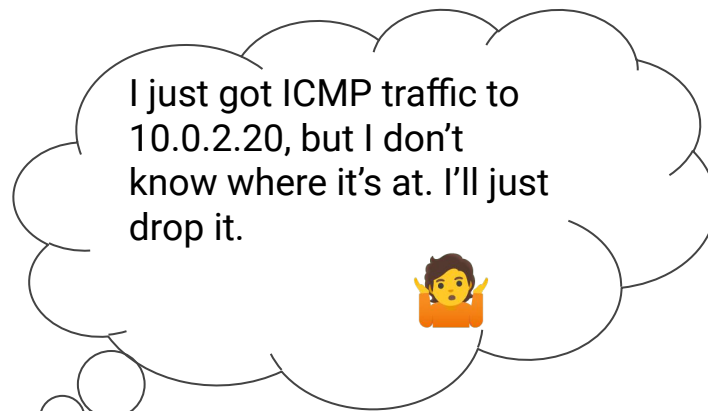 I just got ICMP traffic to
10.0.2.20, but I don’t
know where it’s at. I’ll just
drop it.